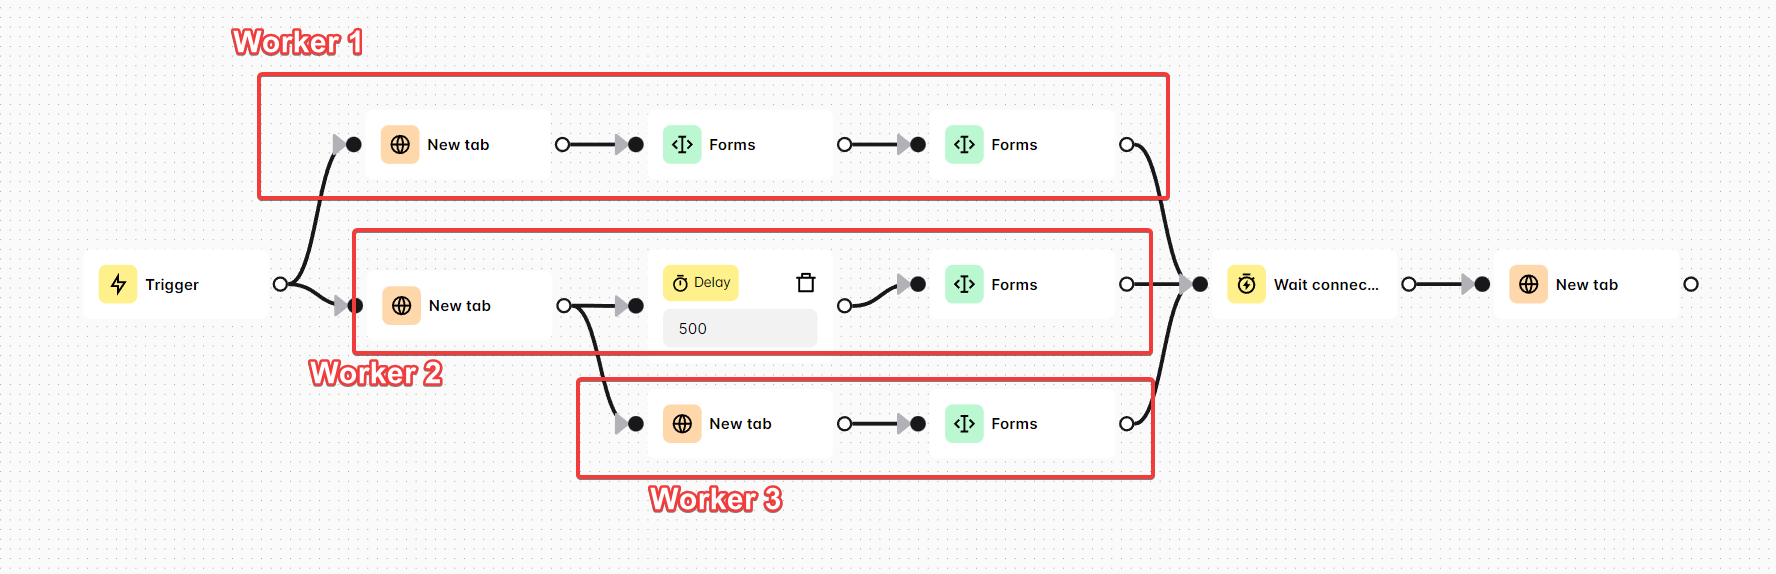 Worker 1
New tab
Forms
Forms
Trigger
New tab
Delay
500
Forms
Wait connec...
New tab
Worker 2
New tab
Forms
Worker 3